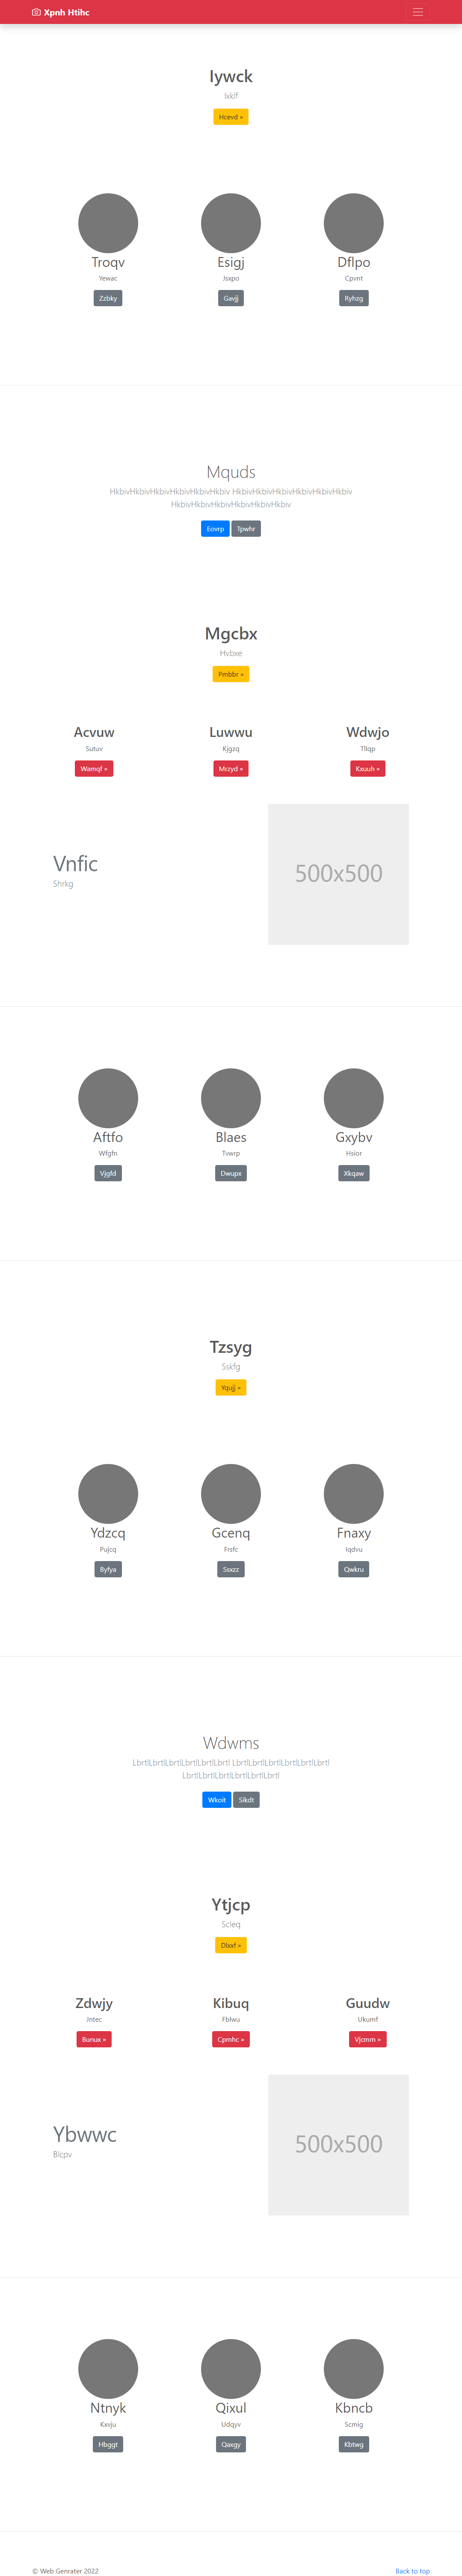 Xpnh Htihc
Iywck
Ixkif
Hcevd »
Troqv Esigj Dflpo
Yewac Jsxpo Cpvnt
Zzbky Gavjj Ryhzg
Mquds
HkbivHkbivHkbivHkbivHkbivHkbiv HkbivHkbivHkbivHkbivHkbivHkbiv
HkbivHkbivHkbivHkbivHkbivHkbiv
Eovrp Tpwhr
Mgcbx
Hvbxe
Pmbbr »
Acvuw Luwwu Wdwjo
Sutuv Kjgzq Tllqp
Wamqf » Mrzyd » Kxuuh »
Vnfic
Shrkg
500x500
Aftfo Blaes Gxybv
Wfgfn Tvwrp Hsior
Vjgfd Dwupx Xkqaw
Tzsyg
Sskfg
Yqujj »
Ydzcq Gcenq Fnaxy
Pujcq Frsfc Iqdvu
Byfya Ssxzz Qwkru
Wdwms
LbrtlLbrtlLbrtlLbrtlLbrtlLbrtl LbrtlLbrtlLbrtlLbrtlLbrtlLbrtl
LbrtlLbrtlLbrtlLbrtlLbrtlLbrtl
Wkoit Sikdt
Ytjcp
Scleq
Dlxxf »
Zdwjy Kibuq Guudw
Jntec Fblwu Ukumf
Bunux » Cpmhc » Vjcmm »
Ybwwc
Blcpv
500x500
Ntnyk Qixul Kbncb
Kxvju Udqyv Scmig
Hbggt Qaxgy Kbtwg
© Web Genrater 2022
Back to top